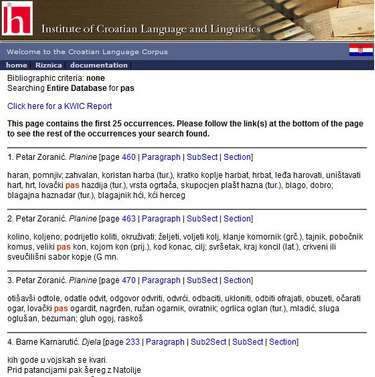 Institute of Croatian Language and Linguistics
Welcome to the Croatian Language Corpus
home | Riznica | documentation
Bibliographic criteria: none
Searching Entire Database for pas
Click here for a KWIC Report
This page contains the first 25 occurrences. Please follow the link(s) at the bottom of the page
to see the rest of the occurrences your search found.
1. Petar Zoranić. Planine [page 460 | Paragraph | SubSect | Section]
haran, pomnjiv, zahvalan, koristan harba (tur.), kratko koplje harbat, hrbat, leđa harovati, uništavati
hart, hrt, lovački pas hazdija (tur.), vrsta ogrtača, skupocjen plašt hazna (tur.), blago, dobro;
blagajna haznadar (tur.), blagajnik hći, kći herceg
2. Petar Zoranić. Planine [page 463 | Paragraph | SubSect | Section]
kolino, koljeno; podrijetlo koliti, okruživati; željeti, voljeti kolj, klanje komornik (grč.), tajnik, pobočnik
komus, veliki pas kon, kojom kon (prij.), kod konac, cilj; svršetak, kraj koncil (lat.), crkveni ili
sveučilišni sabor kopje (G mn.
3. Petar Zoranić. Planine [page 470 | Paragraph | SubSect | Section]
otišavši odtole, odatle odvit, odgovor odvriti, odvrći, odbaciti, ukloniti, odbiti ofrajati, obuzeti, očarati
ogar, lovački pas ogardit, nagrđen, ružan ogarnik, ovratnik; ogrlica oglan (tur.), mladić, sluga
oglušan, bezuman; gluh ogoj, raskoš
4. Barne Karnarutić. Djela [page 233 | Paragraph | Sub2Sect | SubSect | Section]
kih gode u vojskah se kvari.
Prid patancijami pak šereg z Natolije